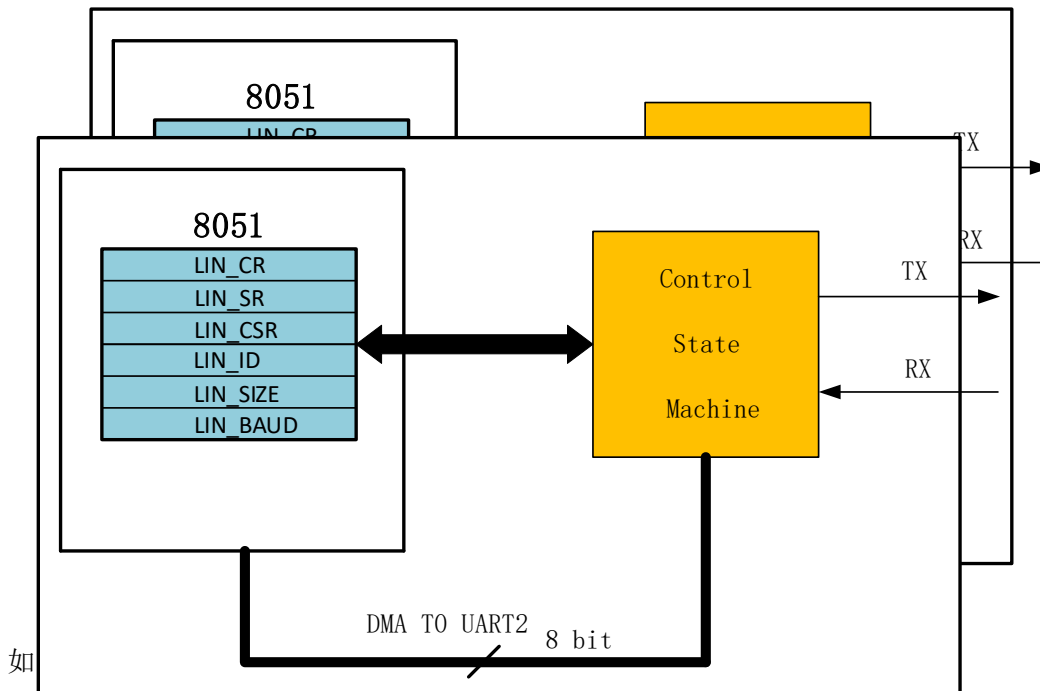 8051
LIN_CR
TX
8051
LIN_CR
LIN_SR
LIN_CSR
LIN_ID
LIN_SIZE
LIN_BAUD
Control
State
Machine
RX
TX
RX
DMA TO UART2
8 bit
如